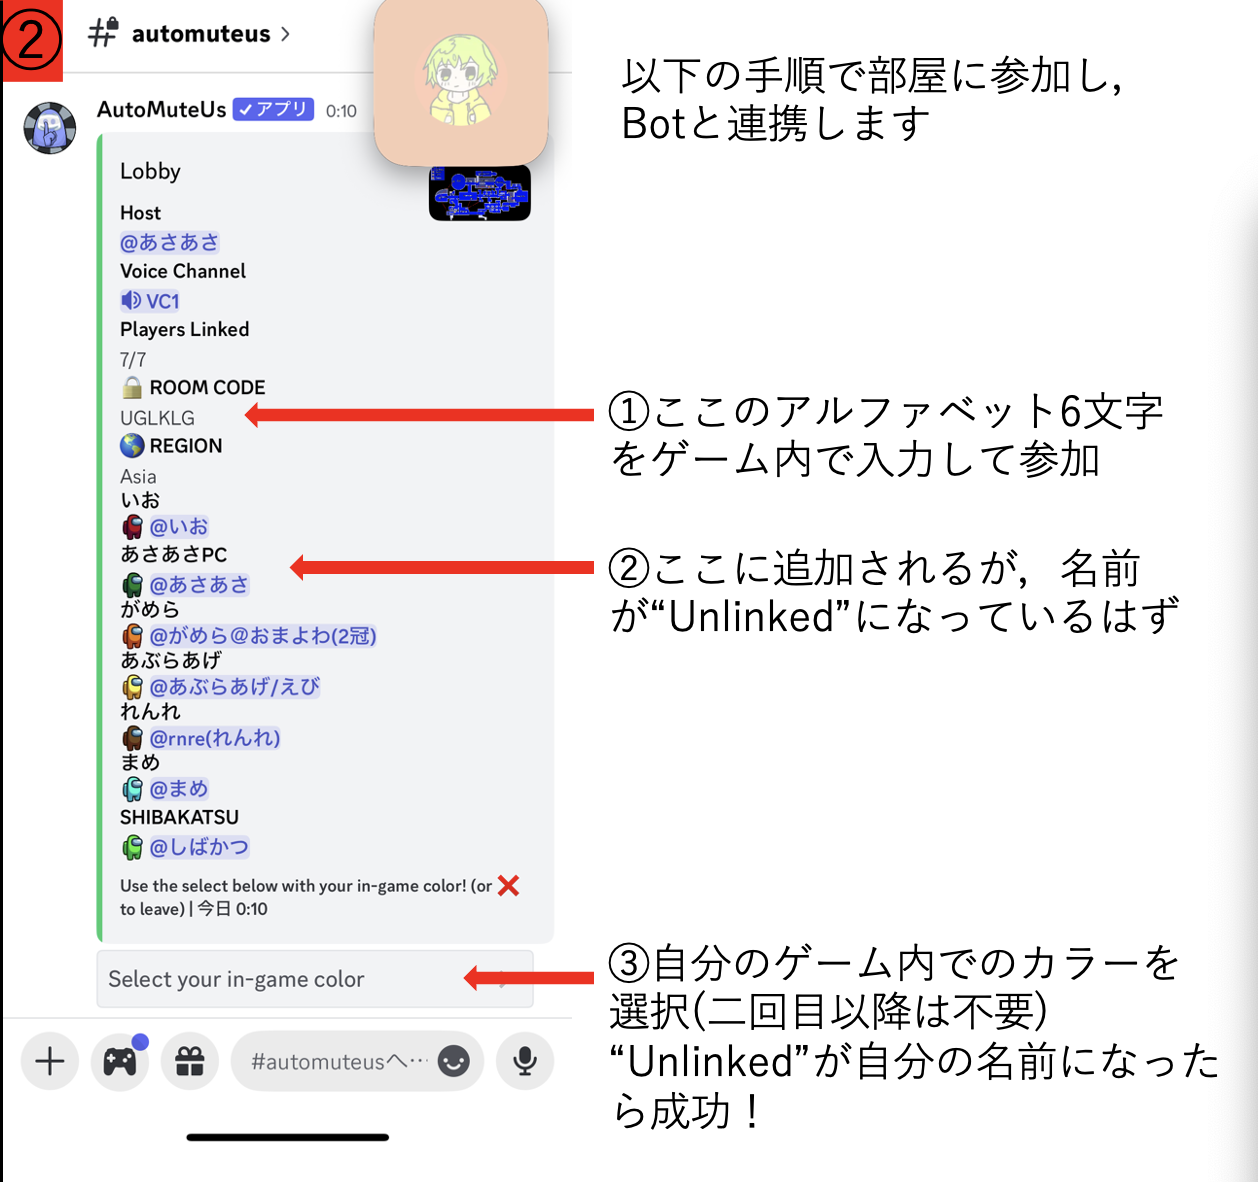 ②
# automuteus >
以下の手順で部屋に参加し,
Botと連携します
AutoMuteUs ✓アプリ 0:10
Lobby
Host
@あさあさ
Voice Channel
VC1
Players Linked
7/7
ROOM CODE
UGLKLG
REGION
Asia
いお
@いお
あさあさPC
@あさあさ
がめら
@がめら@おまよわ(2冠)
あぶらあげ
@あぶらあげ/えび
れんれ
@rnre(れんれ)
まめ
@まめ
SHIBAKATSU
@しばかつ
Use the select below with your in-game color! (or ❌
to leave) | 今日 0:10
Select your in-game color
#automuteusへ…
①ここのアルファベット6文字
をゲーム内で入力して参加
②ここに追加されるが，名前
が“Unlinked”になっているはず
③自分のゲーム内でのカラーを
選択(二回目以降は不要)
“Unlinked”が自分の名前になった
ら成功！